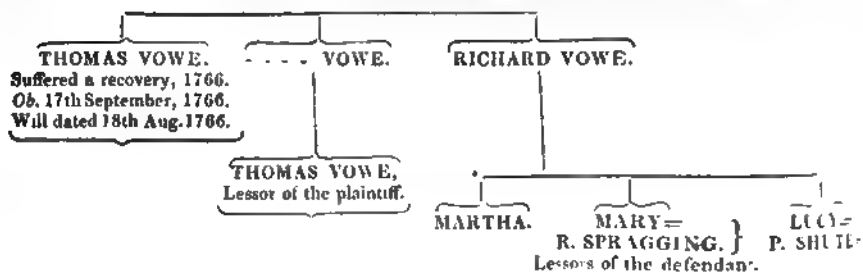 THOMAS VOWE.
Suffered a recovery, 1766.
Ob. 17th September, 1766.
Will dated 18th Aug. 1766.
- - - - VOWE.
RICHARD VOWE.
THOMAS VOWE,
Lessor of the plaintiff.
MARTHA.
MARY=
R. SPRAGGING. }
LUCY=
P. SHUTE.
Lessors of the defendant.